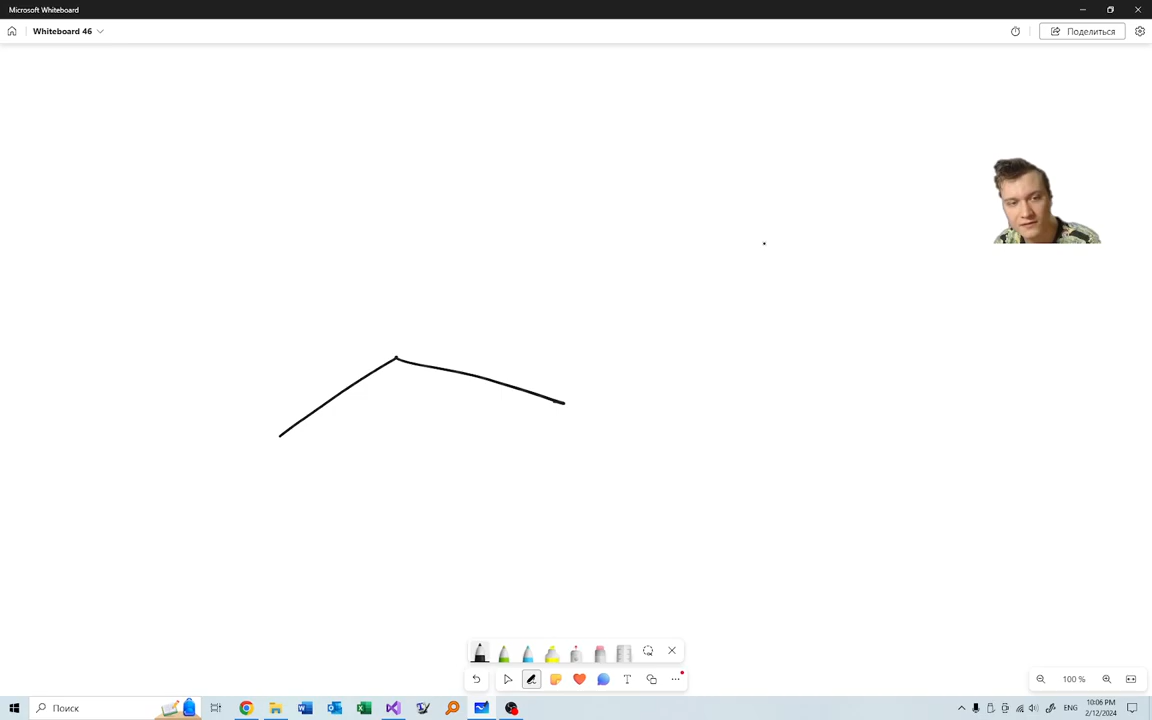 Microsoft Whiteboard
Whiteboard 46
Поделиться
100 %
Поиск
ENG
10:06 PM
2/12/2024